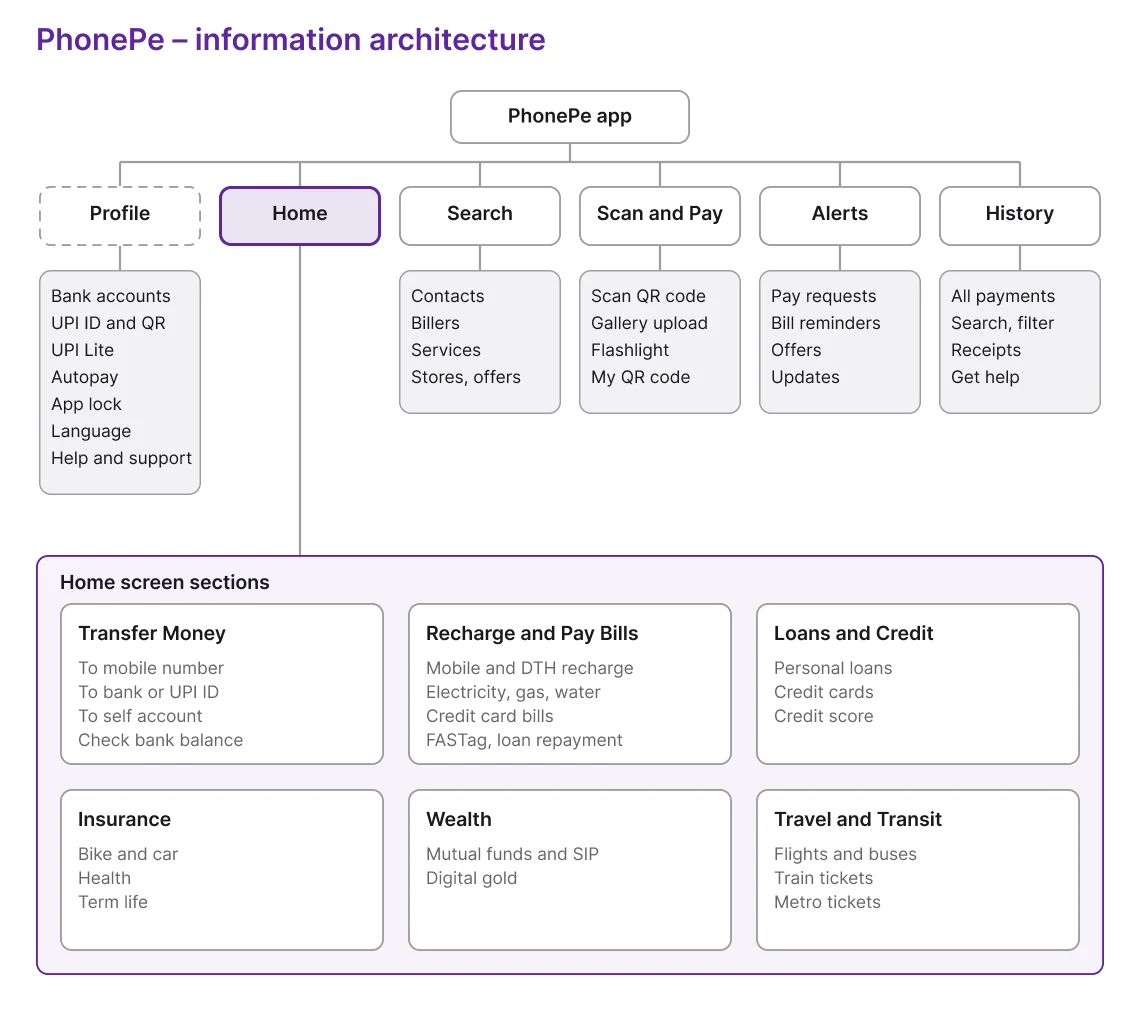 PhonePe – information architecture
PhonePe app
Profile
Home
Search
Scan and Pay
Alerts
History
Bank accounts
UPI ID and QR
UPI Lite
Autopay
App lock
Language
Help and support
Contacts
Billers
Services
Stores, offers
Scan QR code
Gallery upload
Flashlight
My QR code
Pay requests
Bill reminders
Offers
Updates
All payments
Search, filter
Receipts
Get help
Home screen sections
Transfer Money
To mobile number
To bank or UPI ID
To self account
Check bank balance
Recharge and Pay Bills
Mobile and DTH recharge
Electricity, gas, water
Credit card bills
FASTag, loan repayment
Loans and Credit
Personal loans
Credit cards
Credit score
Insurance
Bike and car
Health
Term life
Wealth
Mutual funds and SIP
Digital gold
Travel and Transit
Flights and buses
Train tickets
Metro tickets